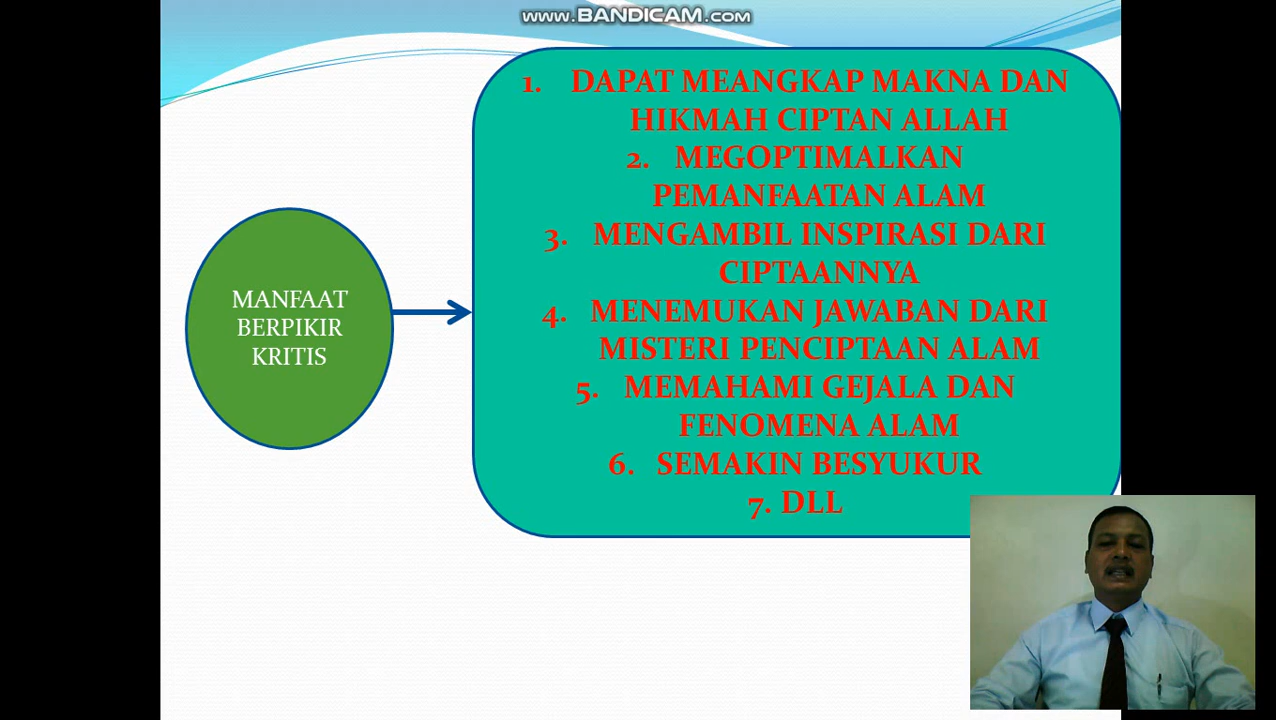 www.BANDICAM.com
1. DAPAT MEANGKAP MAKNA DAN
HIKMAH CIPTAN ALLAH
2. MEGOPTIMALKAN
PEMANFAATAN ALAM
3. MENGAMBIL INSPIRASI DARI
CIPTAANNYA
4. MENEMUKAN JAWABAN DARI
MISTERI PENCIPTAAN ALAM
5. MEMAHAMI GEJALA DAN
FENOMENA ALAM
6. SEMAKIN BESYUKUR
7. DLL
MANFAAT
BERPIKIR
KRITIS